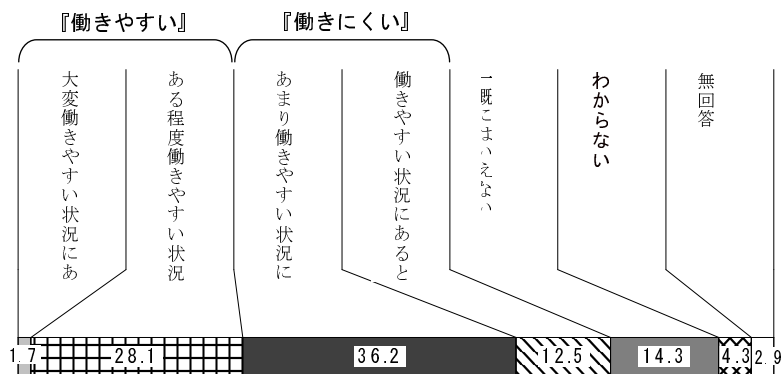 『働きやすい』
『働きにくい』
大変働きやすい状況にあ
ある程度働きやすい状況
あまり働きやすい状況に
働きやすい状況にあると
一既にはいえない
わからない
無回答
1.7
28.1
36.2
12.5
14.3
4.3
2.9